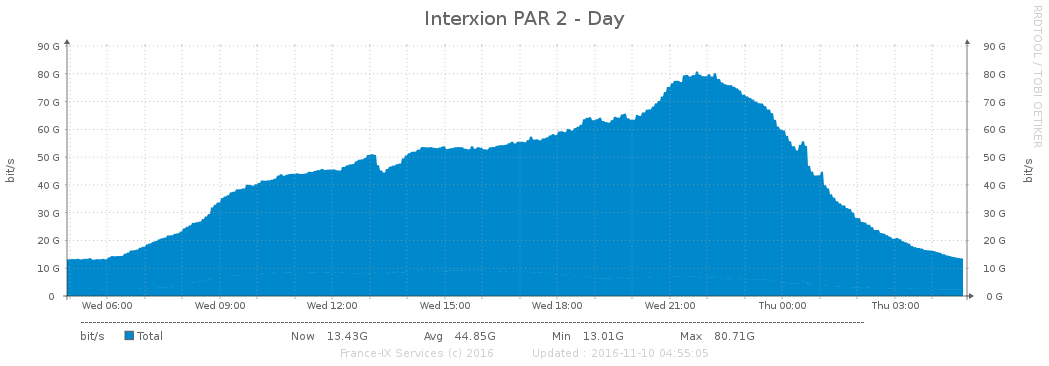 Interxion PAR 2 - Day
RRDTOOL / TOBI OETIKER
90 G 90 G
80 G 80 G
70 G 70 G
60 G 60 G
50 G 50 G
40 G 40 G
30 G 30 G
20 G 20 G
10 G 10 G
0 0 G
bit/s
bit/s
Wed 06:00 Wed 09:00 Wed 12:00 Wed 15:00 Wed 18:00 Wed 21:00 Thu 00:00 Thu 03:00
bit/s Total Now 13.43G Avg 44.85G Min 13.01G Max 80.71G
France-IX Services (c) 2016 Updated : 2016-11-10 04:55:05